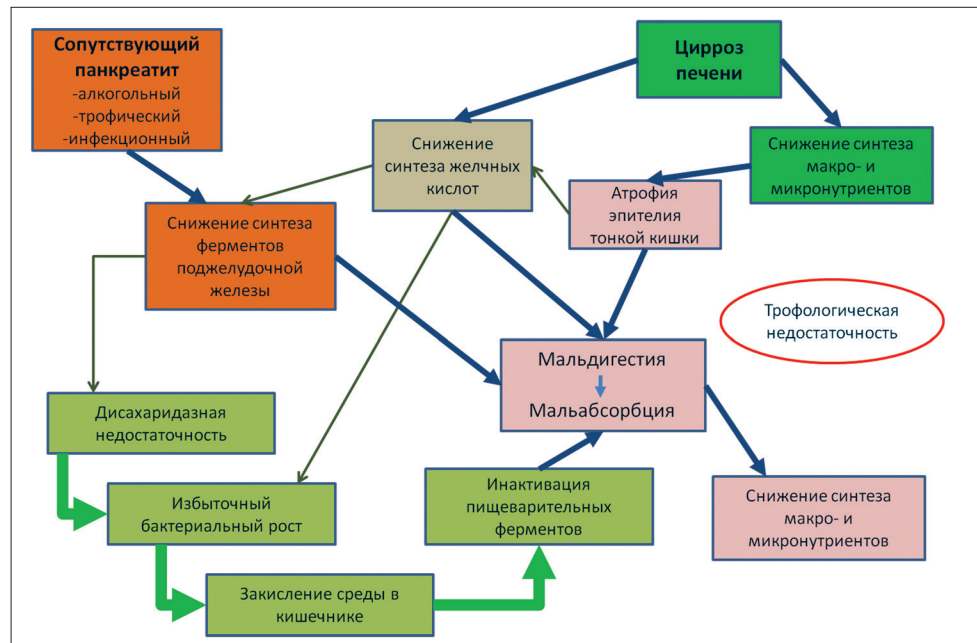 Сопутствующий
панкреатит
-алкогольный
-трофический
-инфекционный
Цирроз
печени
Снижение
синтеза желчных
кислот
Снижение синтеза
макро- и
микронутриентов
Атрофия
эпителия
тонкой кишки
Снижение синтеза
ферментов
поджелудочной
железы
Трофологическая
недостаточность
Мальдигестия
Мальабсорбция
Дисахаридазная
недостаточность
Избыточный
бактериальный рост
Инактивация
пищеварительных
ферментов
Снижение синтеза
макро- и
микронутриентов
Закисление среды в
кишечнике